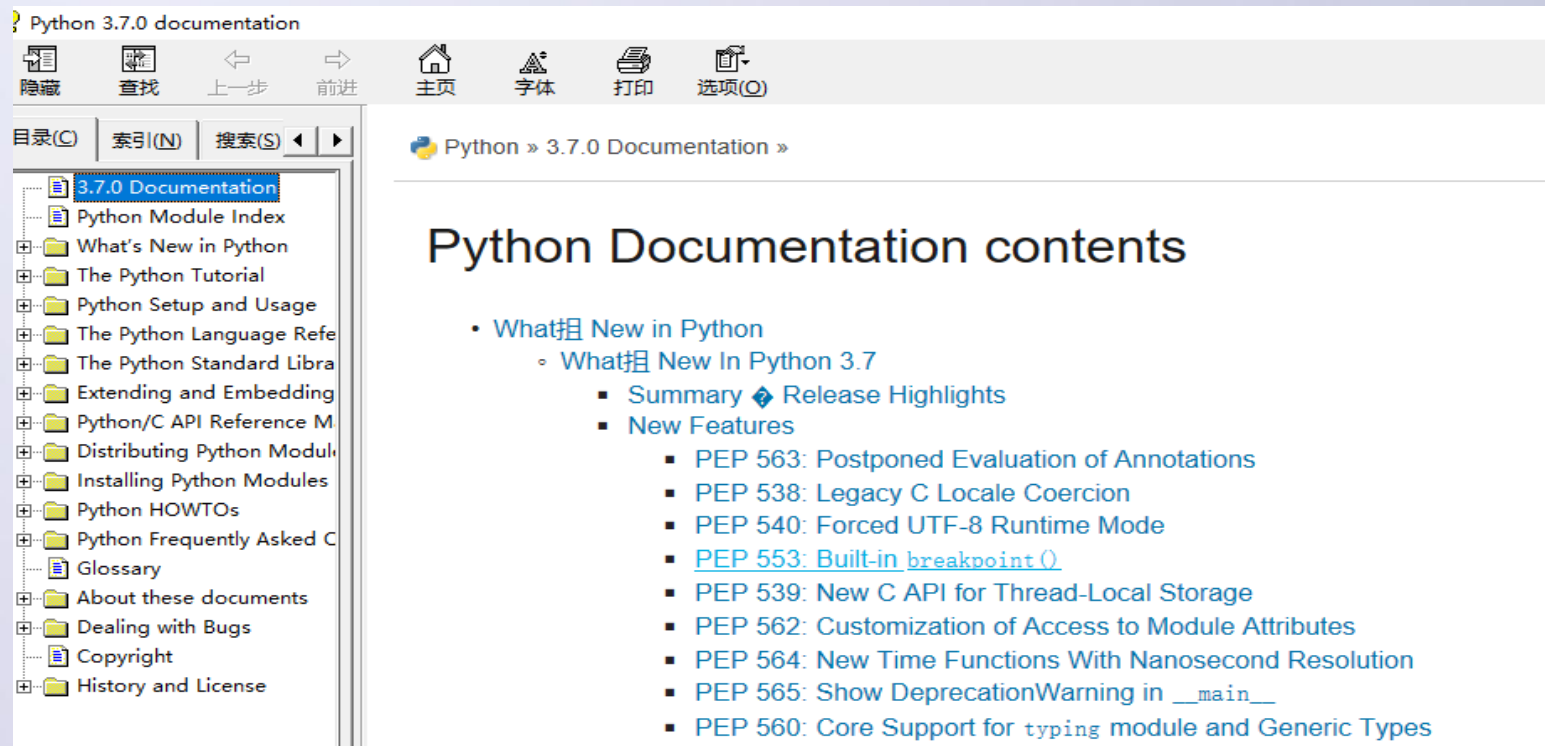 Python 3.7.0 documentation
隐藏 查找 上一步 前进 主页 字体 打印 选项(O)
目录(C) 索引(N) 搜索(S)
3.7.0 Documentation
Python Module Index
What's New in Python
The Python Tutorial
Python Setup and Usage
The Python Language Refe
The Python Standard Libra
Extending and Embedding
Python/C API Reference M
Distributing Python Modul
Installing Python Modules
Python HOWTOs
Python Frequently Asked C
Glossary
About these documents
Dealing with Bugs
Copyright
History and License
Python » 3.7.0 Documentation »
Python Documentation contents
What抯 New in Python
What抯 New In Python 3.7
Summary � Release Highlights
New Features
PEP 563: Postponed Evaluation of Annotations
PEP 538: Legacy C Locale Coercion
PEP 540: Forced UTF-8 Runtime Mode
PEP 553: Built-in breakpoint()
PEP 539: New C API for Thread-Local Storage
PEP 562: Customization of Access to Module Attributes
PEP 564: New Time Functions With Nanosecond Resolution
PEP 565: Show DeprecationWarning in __main__
PEP 560: Core Support for typing module and Generic Types